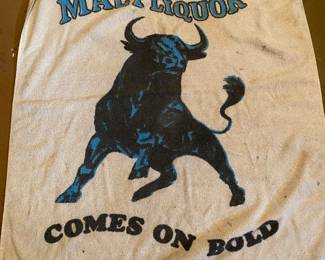 MALT LIQUOR
COMES ON BOLD